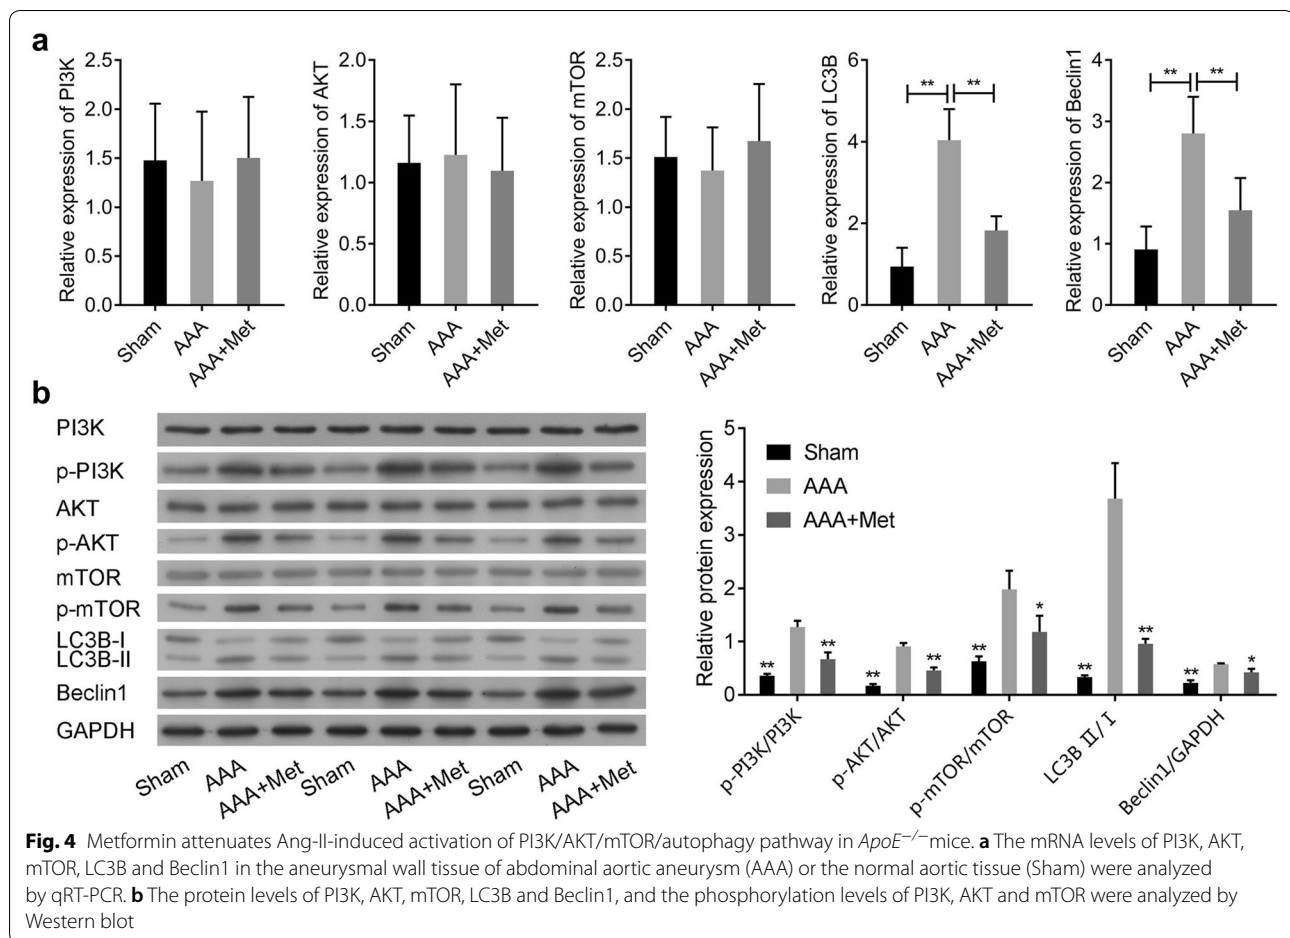 a
Relative expression of PI3K
2.5
2.0
1.5
1.0
0.5
0.0
Sham
AAA
AAA+Met
Relative expression of AKT
2.0
1.5
1.0
0.5
0.0
Sham
AAA
AAA+Met
Relative expression of mTOR
2.5
2.0
1.5
1.0
0.5
0.0
Sham
AAA
AAA+Met
Relative expression of LC3B
6
4
2
0
** **
Sham
AAA
AAA+Met
Relative expression of Beclin1
4
3
2
1
0
** **
Sham
AAA
AAA+Met
b
PI3K
p-PI3K
AKT
p-AKT
mTOR
p-mTOR
LC3B-I
LC3B-II
Beclin1
GAPDH
Sham AAA AAA+Met Sham AAA AAA+Met Sham AAA AAA+Met
Relative protein expression
5
4
3
2
1
0
Sham
AAA
AAA+Met
** **
** **
** *
** **
** *
p-PI3K/PI3K
p-AKT/AKT
p-mTOR/mTOR
LC3B II/ I
Beclin1/GAPDH
Fig. 4 Metformin attenuates Ang-II-induced activation of PI3K/AKT/mTOR/autophagy pathway in ApoE−/− mice. a The mRNA levels of PI3K, AKT,
mTOR, LC3B and Beclin1 in the aneurysmal wall tissue of abdominal aortic aneurysm (AAA) or the normal aortic tissue (Sham) were analyzed
by qRT-PCR. b The protein levels of PI3K, AKT, mTOR, LC3B and Beclin1, and the phosphorylation levels of PI3K, AKT and mTOR were analyzed by
Western blot